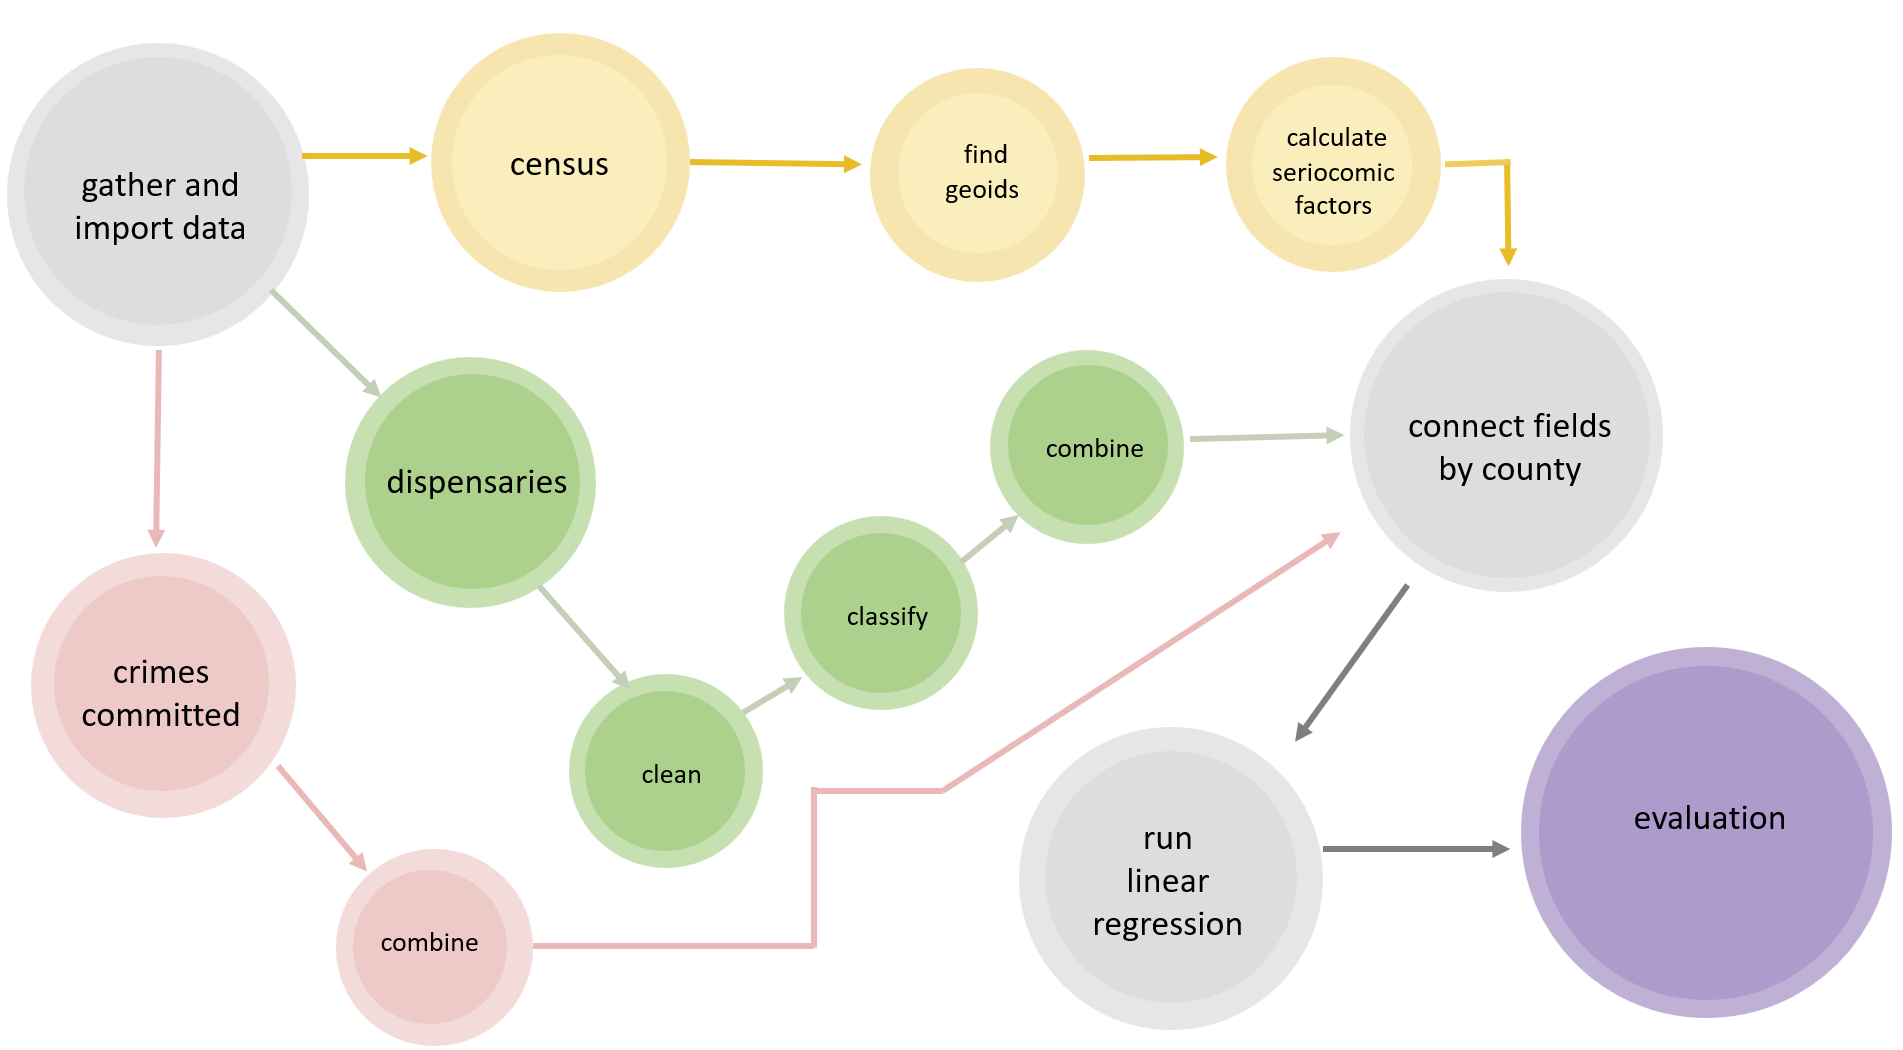 gather and
import data
census
find
geoids
calculate
seriocomic
factors
dispensaries
clean
classify
combine
crimes
committed
combine
connect fields
by county
run
linear
regression
evaluation